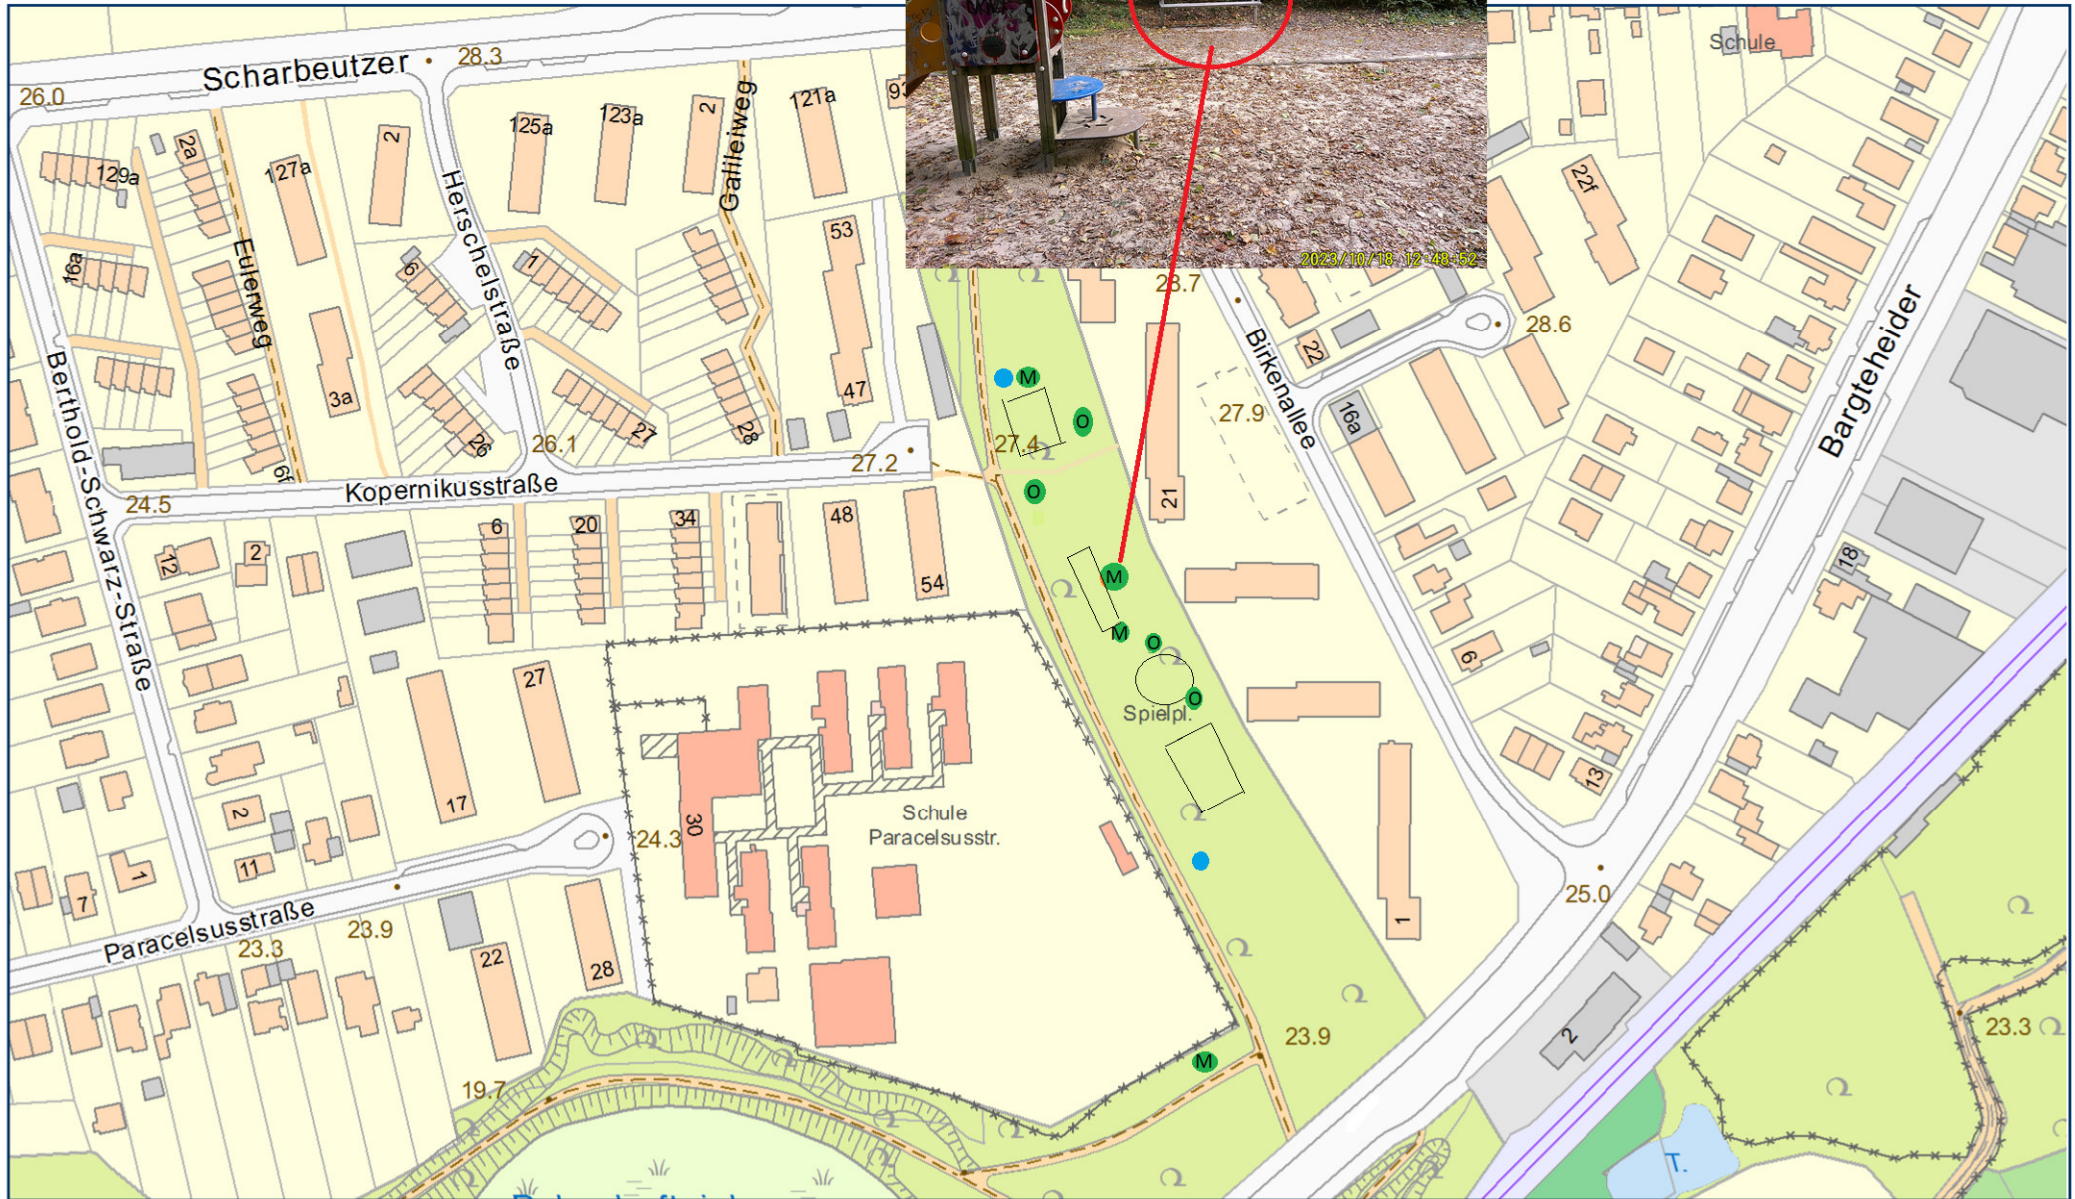 Scharbeutzer
28.3
26.0
Schule
2a
129a
127a
2
125a
123a
2
Galileiweg
121a
93
22f
Herschelstraße
Eulerweg
16a
6
1
53
2023/10/18 12:48:52
23.7
28.6
Bargteheider
Birkenallee
22
Berthold-Schwarz-Straße
3a
47
M
O
27.9
16a
26
27
28
26.1
27.4
27.2
6f
24.5
Kopernikusstraße
O
21
12
2
6
20
34
48
54
M
18
M
O
6
27
O
Spielpl.
17
30
Schule
Paracelsusstr.
24.3
13
2
11
1
7
25.0
1
Paracelsusstraße
23.9
23.3
22
28
23.9
2
23.3
M
19.7
T.